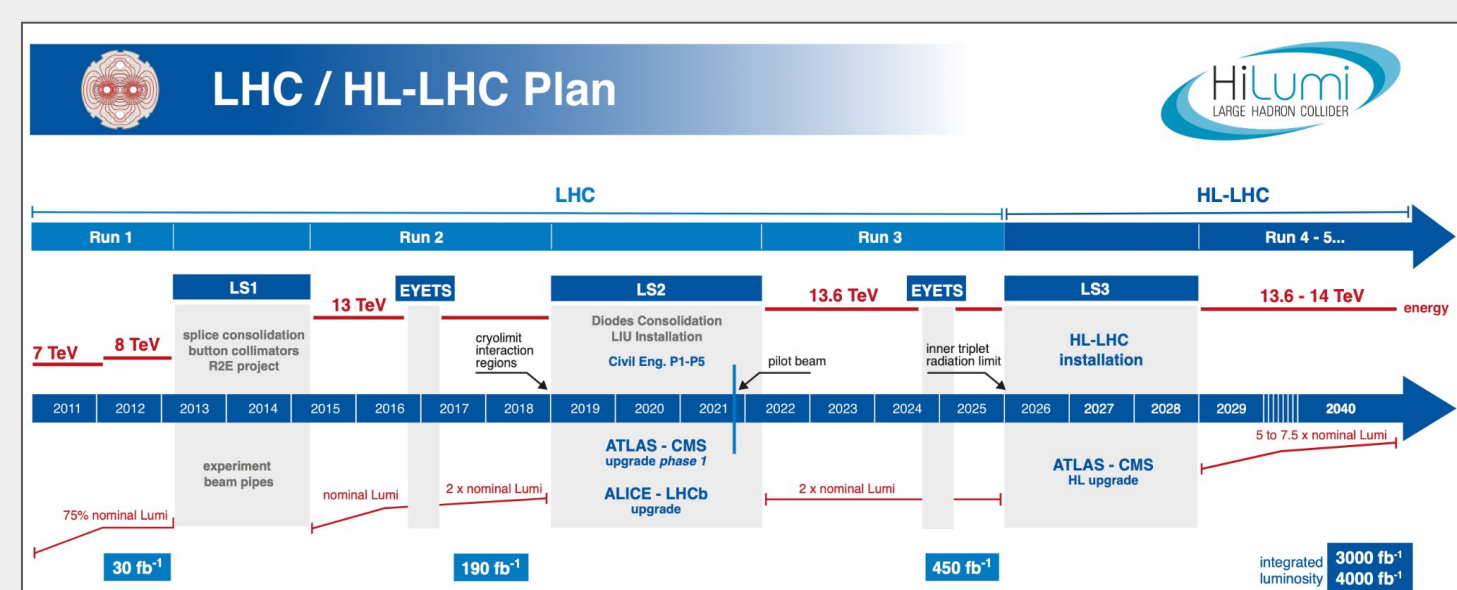 LHC / HL-LHC Plan
HiLumi
LARGE HADRON COLLIDER
LHC
HL-LHC
Run 1
Run 2
Run 3
Run 4 - 5...
LS1
EYETS
LS2
EYETS
LS3
13 TeV
13.6 TeV
13.6 - 14 TeV
energy
7 TeV
8 TeV
splice consolidation
button collimators
R2E project
cryolimit
interaction
regions
Diodes Consolidation
LIU Installation
Civil Eng. P1-P5
pilot beam
inner triplet
radiation limit
HL-LHC
installation
2011
2012
2013
2014
2015
2016
2017
2018
2019
2020
2021
2022
2023
2024
2025
2026
2027
2028
2029
2040
5 to 7.5 x nominal Lumi
experiment
beam pipes
ATLAS - CMS
upgrade phase 1
ALICE - LHCb
upgrade
ATLAS - CMS
HL upgrade
75% nominal Lumi
nominal Lumi
2 x nominal Lumi
2 x nominal Lumi
30 fb⁻¹
190 fb⁻¹
450 fb⁻¹
integrated
luminosity
3000 fb⁻¹
4000 fb⁻¹